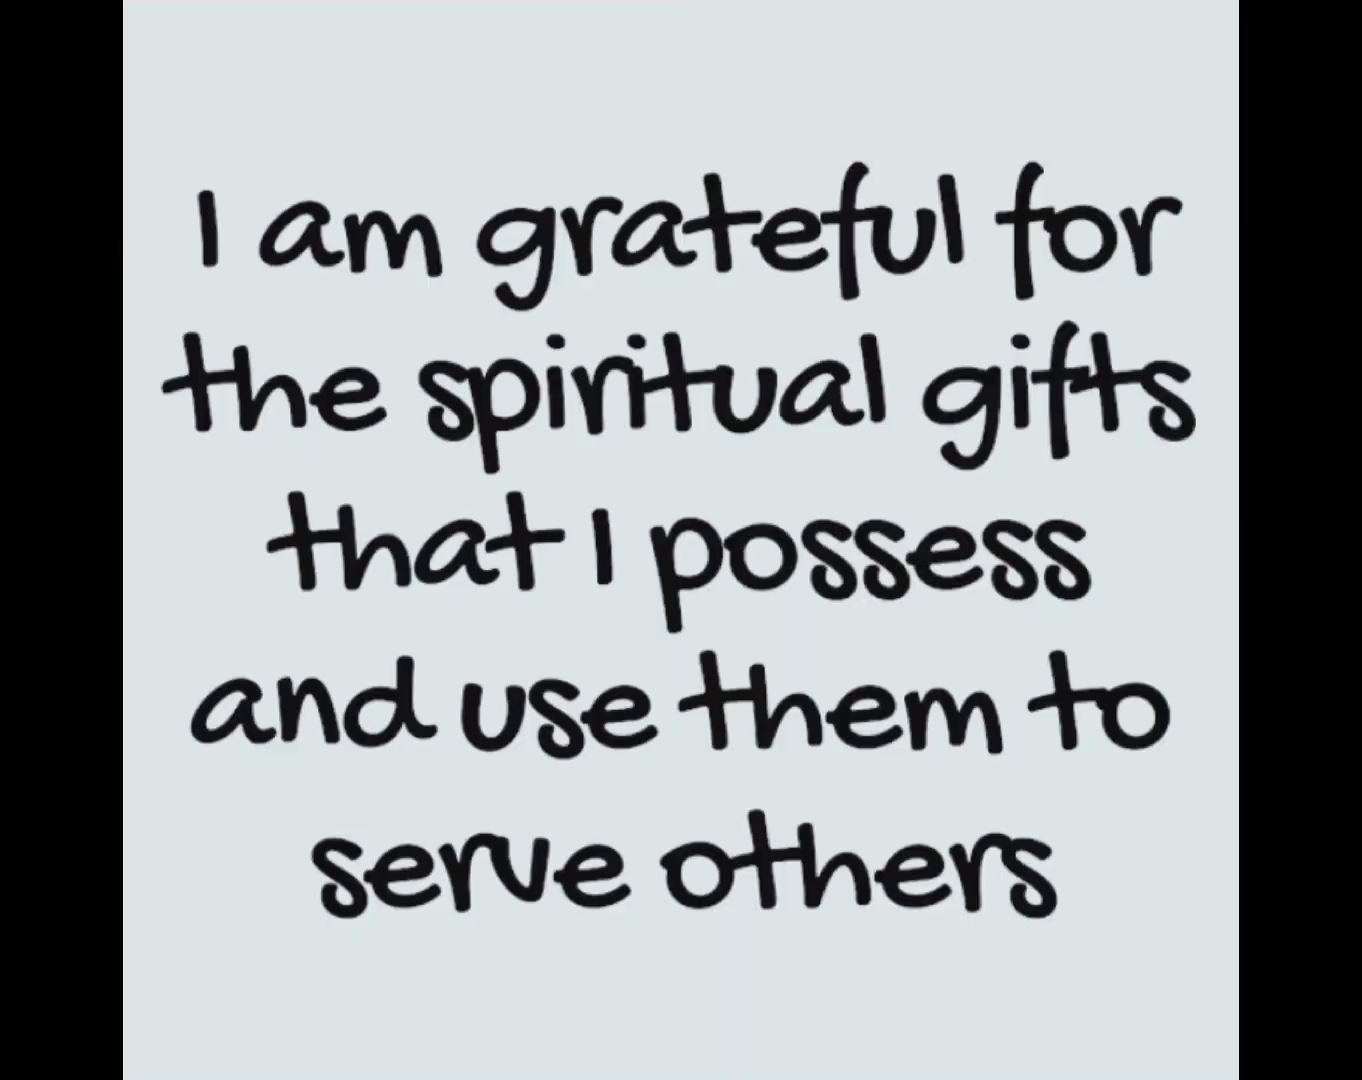 I am grateful for
the spiritual gifts
that I possess
and use them to
serve others